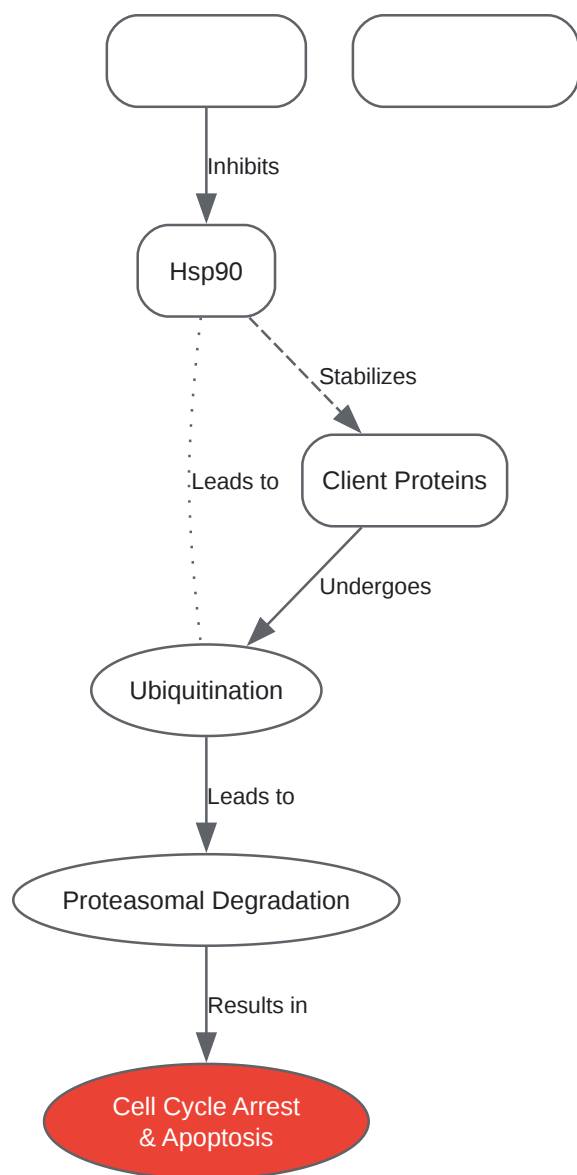 Inhibits
Hsp90
Stabilizes
Leads to
Client Proteins
Undergoes
Ubiquitination
Leads to
Proteasomal Degradation
Results in
Cell Cycle Arrest
& Apoptosis